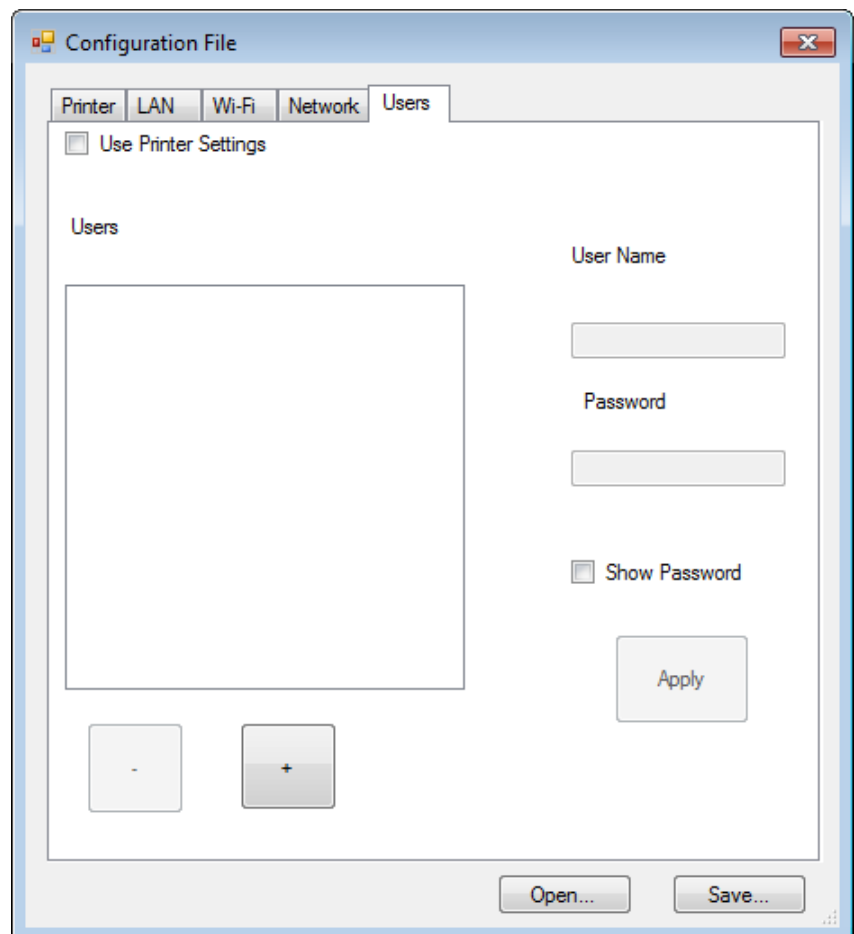 Configuration File
Printer LAN Wi-Fi Network Users
Use Printer Settings
Users
User Name
Password
Show Password
Apply
- +
Open... Save...